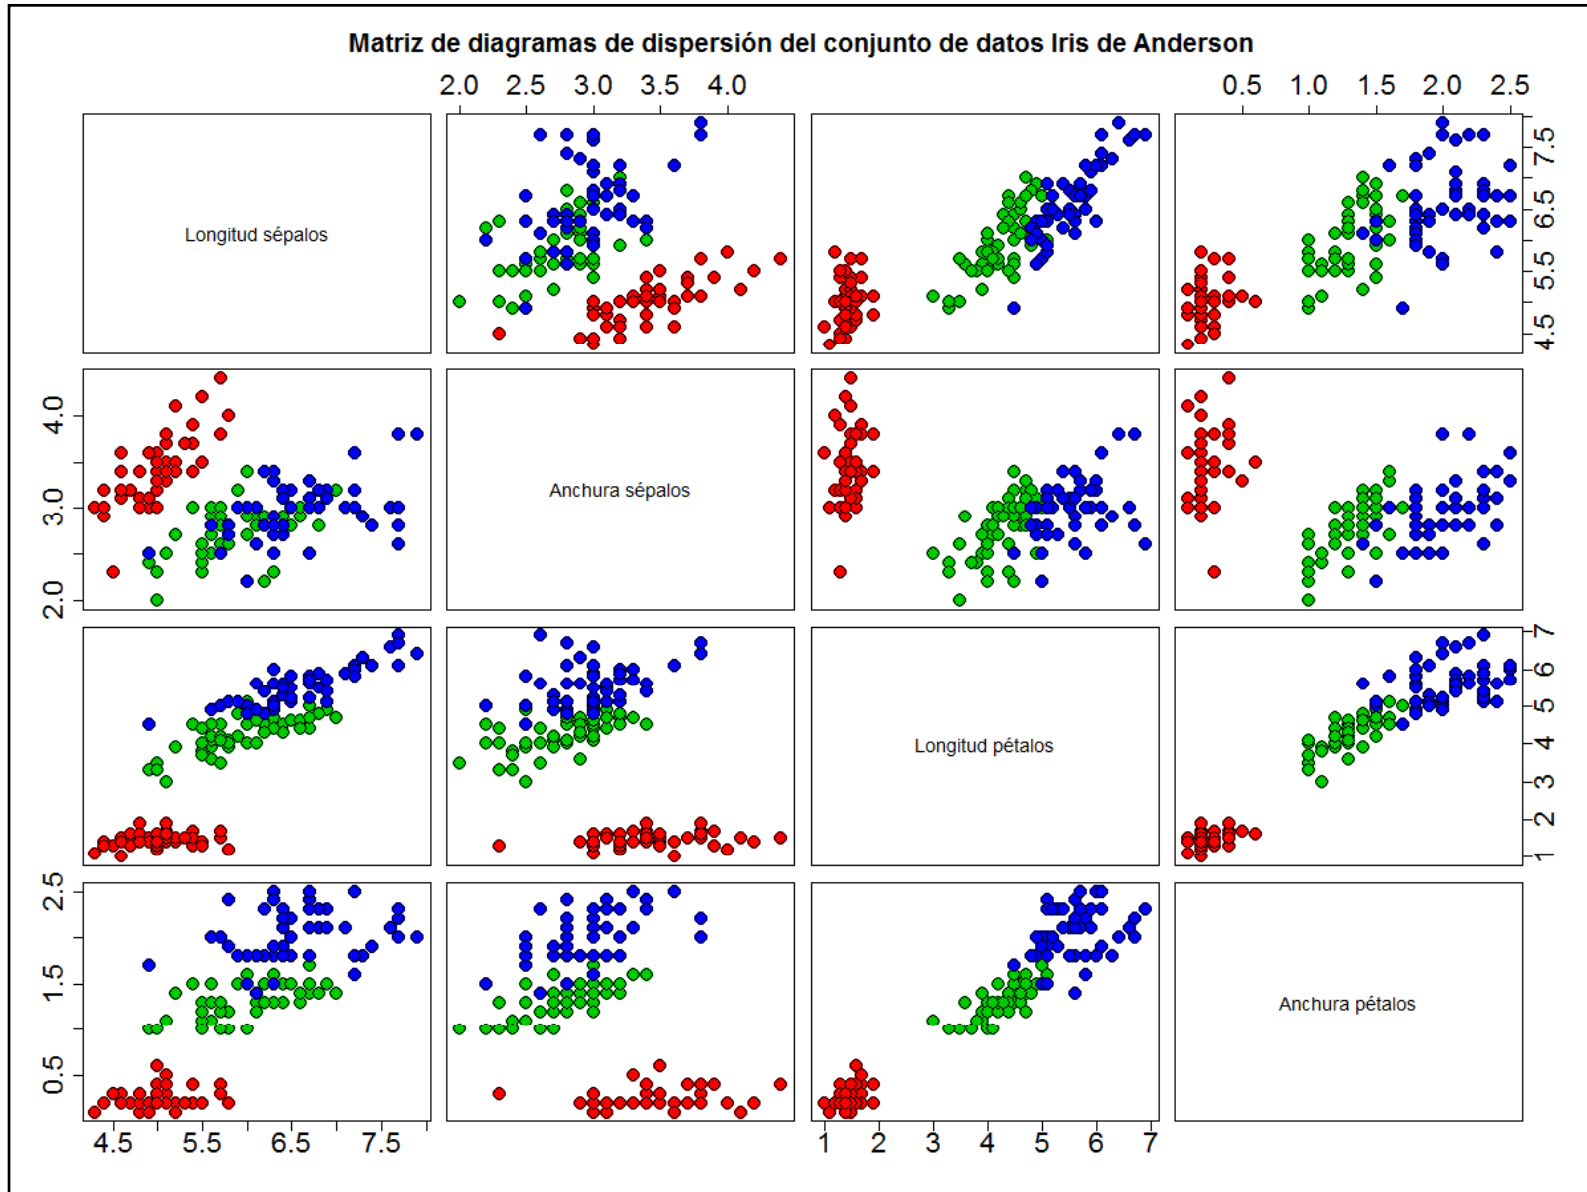 Matriz de diagramas de dispersión del conjunto de datos Iris de Anderson
2.0 2.5 3.0 3.5 4.0
0.5 1.0 1.5 2.0 2.5
Longitud sépalos
4.5 5.5 6.5 7.5
2.0 3.0 4.0
Anchura sépalos
Longitud pétalos
1 2 3 4 5 6 7
0.5 1.5 2.5
Anchura pétalos
4.5 5.5 6.5 7.5
1 2 3 4 5 6 7